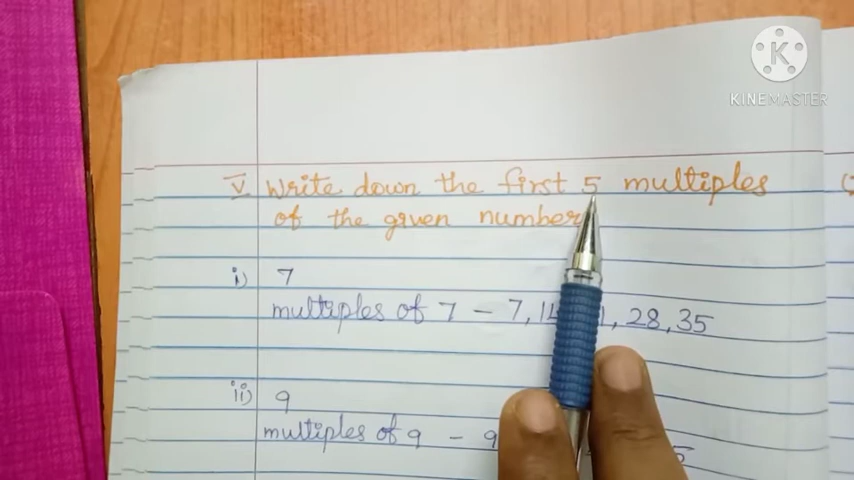 K
KINEMASTER
V Write down the first 5 multiples
of the given number
i) 7
multiples of 7 - 7, 14, 28, 35
ii) 9
multiples of 9 - 9